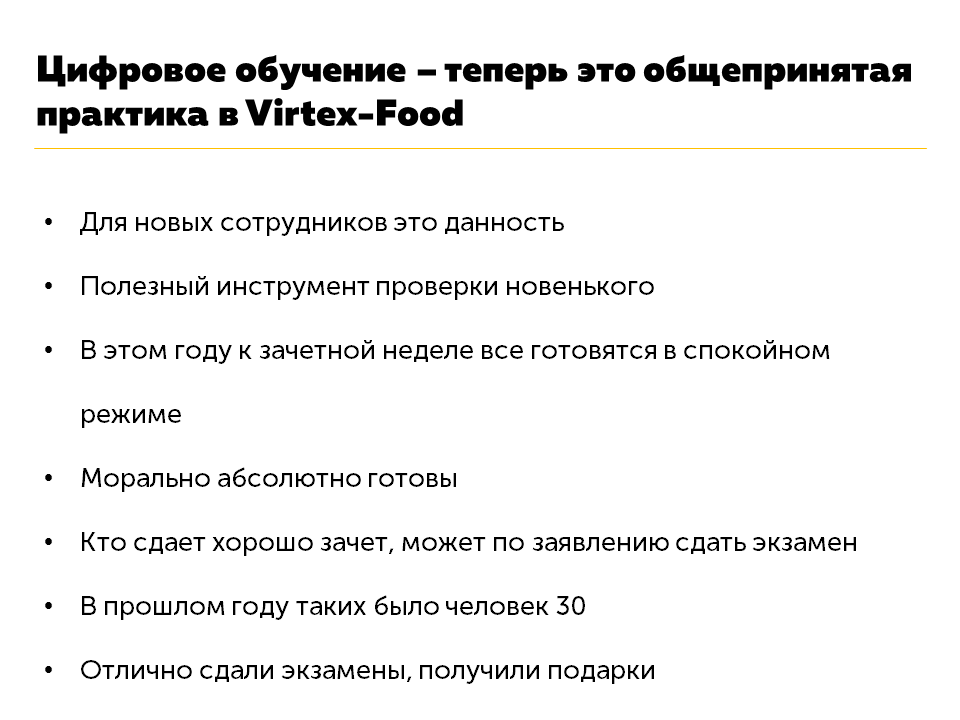 Цифровое обучение – теперь это общепринятая
практика в Virtex-Food
• Для новых сотрудников это данность
• Полезный инструмент проверки новенького
• В этом году к зачетной неделе все готовятся в спокойном
режиме
• Морально абсолютно готовы
• Кто сдает хорошо зачет, может по заявлению сдать экзамен
• В прошлом году таких было человек 30
• Отлично сдали экзамены, получили подарки